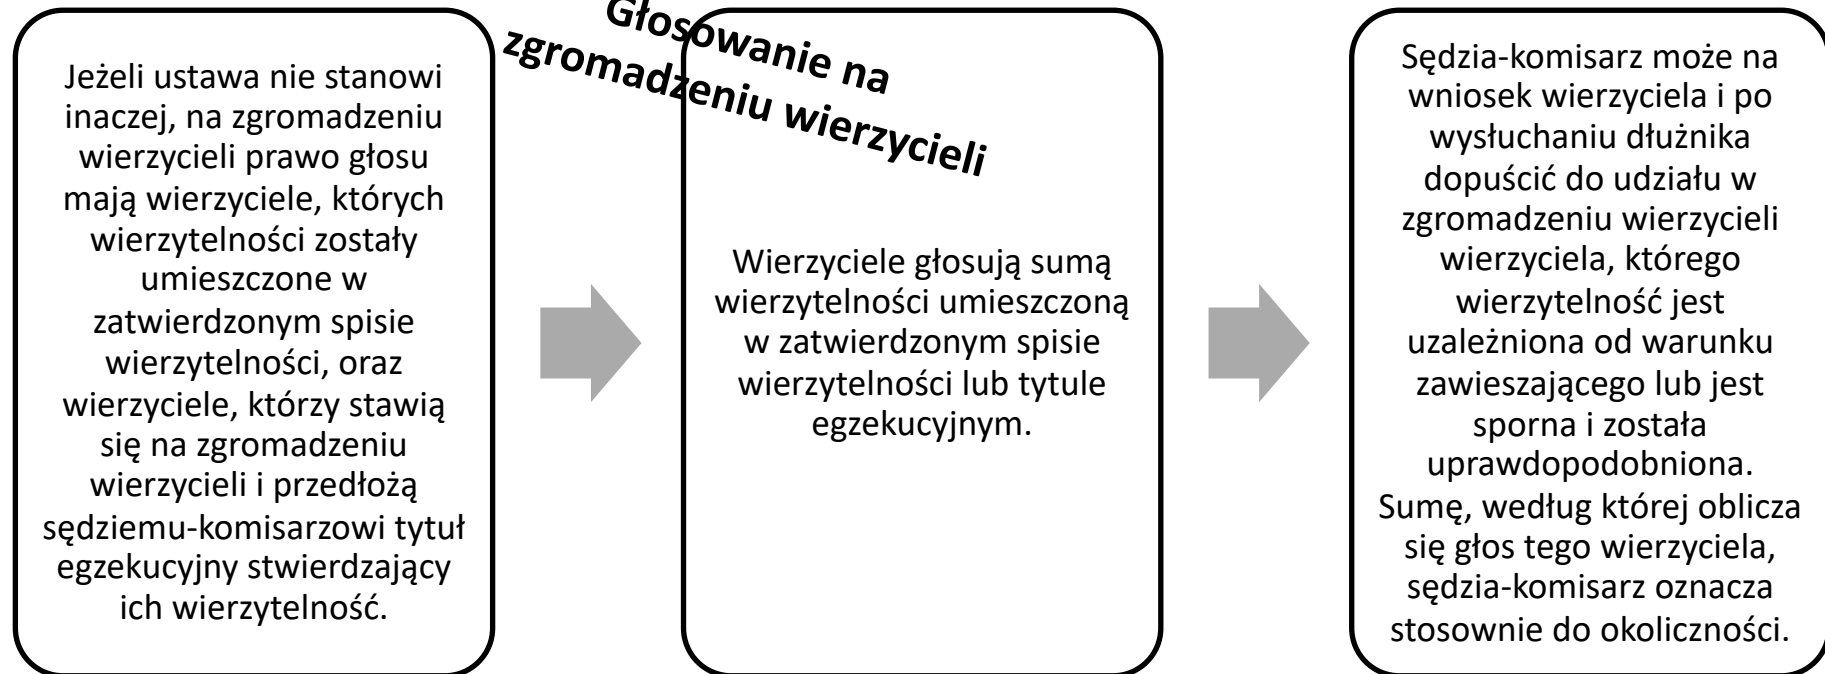 Głosowanie na
zgromadzeniu wierzycieli
Jeżeli ustawa nie stanowi
inaczej, na zgromadzeniu
wierzycieli prawo głosu
mają wierzyciele, których
wierzytelności zostały
umieszczone w
zatwierdzonym spisie
wierzytelności, oraz
wierzyciele, którzy stawią
się na zgromadzeniu
wierzycieli i przedłożą
sędziemu-komisarzowi tytuł
egzekucyjny stwierdzający
ich wierzytelność.
Wierzyciele głosują sumą
wierzytelności umieszczoną
w zatwierdzonym spisie
wierzytelności lub tytule
egzekucyjnym.
Sędzia-komisarz może na
wniosek wierzyciela i po
wysłuchaniu dłużnika
dopuścić do udziału w
zgromadzeniu wierzycieli
wierzyciela, którego
wierzytelność jest
uzależniona od warunku
zawieszającego lub jest
sporna i została
uprawdopodobniona.
Sumę, według której oblicza
się głos tego wierzyciela,
sędzia-komisarz oznacza
stosownie do okoliczności.